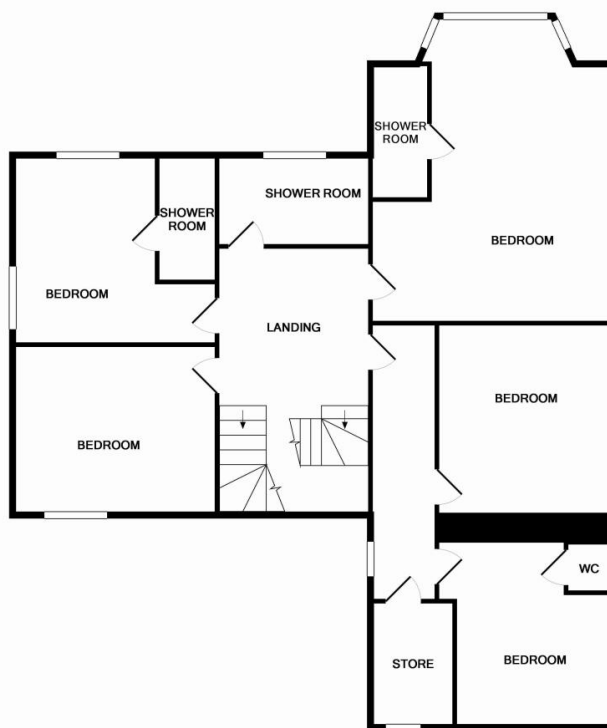 SHOWER
ROOM
SHOWER ROOM
SHOWER
ROOM
BEDROOM
BEDROOM
LANDING
BEDROOM
BEDROOM
WC
STORE
BEDROOM